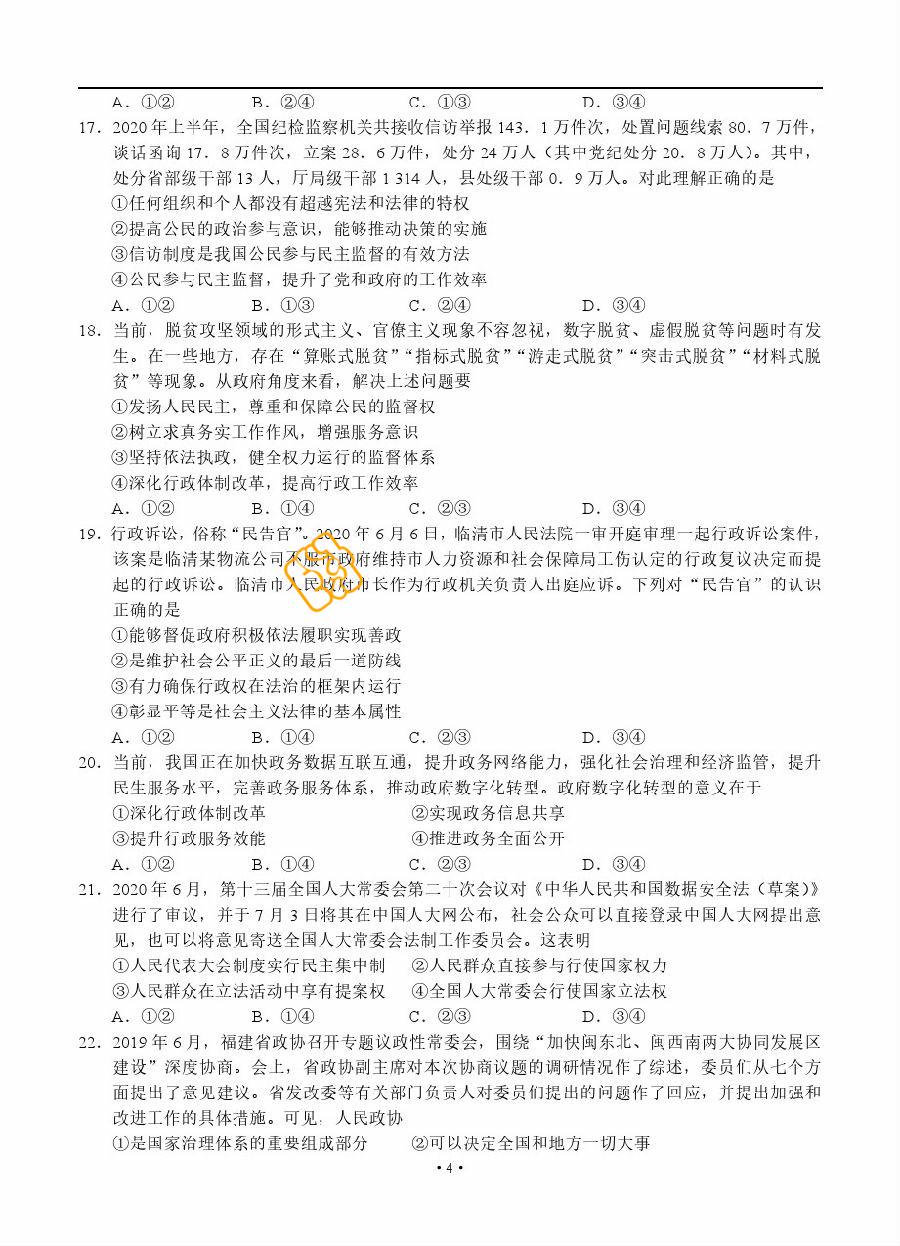 A．①② B．②④ C．①③ D．③④
17．2020年上半年，全国纪检监察机关共接收信访举报143．1万件次，处置问题线索80．7万件，
谈话函询17．8万件次，立案28．6万件，处分24万人（其中党纪处分20．8万人）。其中，
处分省部级干部13人，厅局级干部1 314人，县处级干部0．9万人。对此理解正确的是
①任何组织和个人都没有超越宪法和法律的特权
②提高公民的政治参与意识，能够推动决策的实施
③信访制度是我国公民参与民主监督的有效方法
④公民参与民主监督，提升了党和政府的工作效率
A．①② B．①③ C．②④ D．③④
18．当前，脱贫攻坚领域的形式主义、官僚主义现象不容忽视，数字脱贫、虚假脱贫等问题时有发
生。在一些地方，存在“算账式脱贫”“指标式脱贫”“游走式脱贫”“突击式脱贫”“材料式脱
贫”等现象。从政府角度来看，解决上述问题要
①发扬人民民主，尊重和保障公民的监督权
②树立求真务实工作作风，增强服务意识
③坚持依法执政，健全权力运行的监督体系
④深化行政体制改革，提高行政工作效率
A．①② B．①④ C．②③ D．③④
19．行政诉讼，俗称“民告官”。2020年6月6日，临清市人民法院一审开庭审理一起行政诉讼案件，
该案是临清某物流公司不服市政府维持市人力资源和社会保障局工伤认定的行政复议决定而提
起的行政诉讼。临清市人民政府市长作为行政机关负责人出庭应诉。下列对“民告官”的认识
正确的是
①能够督促政府积极依法履职实现善政
②是维护社会公平正义的最后一道防线
③有力确保行政权在法治的框架内运行
④彰显平等是社会主义法律的基本属性
A．①② B．①④ C．②③ D．③④
20．当前，我国正在加快政务数据互联互通，提升政务网络能力，强化社会治理和经济监管，提升
民生服务水平，完善政务服务体系，推动政府数字化转型。政府数字化转型的意义在于
①深化行政体制改革 ②实现政务信息共享
③提升行政服务效能 ④推进政务全面公开
A．①② B．①④ C．②③ D．③④
21．2020年6月，第十三届全国人大常委会第二十次会议对《中华人民共和国数据安全法（草案）》
进行了审议，并于7月3日将其在中国人大网公布，社会公众可以直接登录中国人大网提出意
见，也可以将意见寄送全国人大常委会法制工作委员会。这表明
①人民代表大会制度实行民主集中制 ②人民群众直接参与行使国家权力
③人民群众在立法活动中享有提案权 ④全国人大常委会行使国家立法权
A．①② B．①④ C．②③ D．③④
22．2019年6月，福建省政协召开专题议政性常委会，围绕“加快闽东北、闽西南两大协同发展区
建设”深度协商。会上，省政协副主席对本次协商议题的调研情况作了综述，委员们从七个方
面提出了意见建议。省发改委等有关部门负责人对委员们提出的问题作了回应，并提出加强和
改进工作的具体措施。可见，人民政协
①是国家治理体系的重要组成部分 ②可以决定全国和地方一切大事
·4·